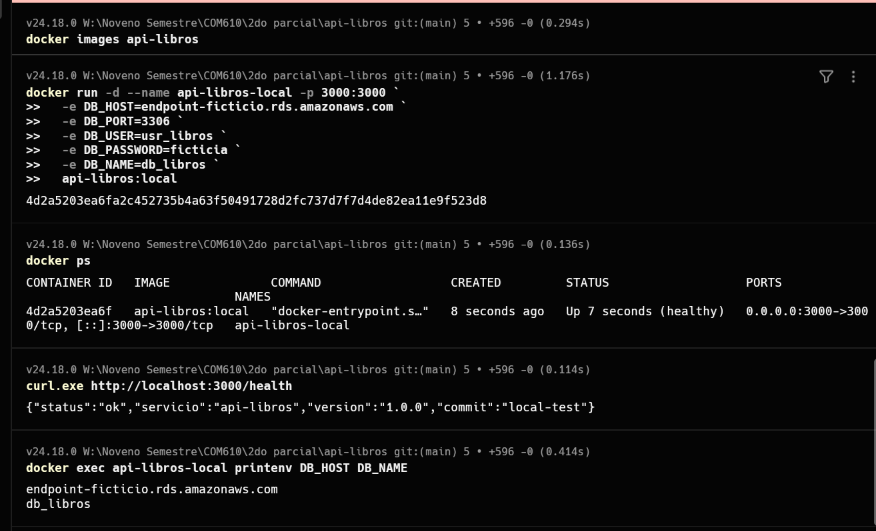 v24.18.0 W:\Noveno Semestre\COM610\2do parcial\api-libros git:(main) 5 • +596 -0 (0.294s)
docker images api-libros
v24.18.0 W:\Noveno Semestre\COM610\2do parcial\api-libros git:(main) 5 • +596 -0 (1.176s)
docker run -d --name api-libros-local -p 3000:3000 `
>>   -e DB_HOST=endpoint-ficticio.rds.amazonaws.com `
>>   -e DB_PORT=3306 `
>>   -e DB_USER=usr_libros `
>>   -e DB_PASSWORD=ficticia `
>>   -e DB_NAME=db_libros `
>>   api-libros:local
4d2a5203ea6fa2c452735b4a63f50491728d2fc737d7f7d4de82ea11e9f523d8
v24.18.0 W:\Noveno Semestre\COM610\2do parcial\api-libros git:(main) 5 • +596 -0 (0.136s)
docker ps
CONTAINER ID   IMAGE              COMMAND                  CREATED         STATUS                   PORTS
                             NAMES
4d2a5203ea6f   api-libros:local   "docker-entrypoint.s…"   8 seconds ago   Up 7 seconds (healthy)   0.0.0.0:3000->300
0/tcp, [::]:3000->3000/tcp   api-libros-local
v24.18.0 W:\Noveno Semestre\COM610\2do parcial\api-libros git:(main) 5 • +596 -0 (0.114s)
curl.exe http://localhost:3000/health
{"status":"ok","servicio":"api-libros","version":"1.0.0","commit":"local-test"}
v24.18.0 W:\Noveno Semestre\COM610\2do parcial\api-libros git:(main) 5 • +596 -0 (0.414s)
docker exec api-libros-local printenv DB_HOST DB_NAME
endpoint-ficticio.rds.amazonaws.com
db_libros